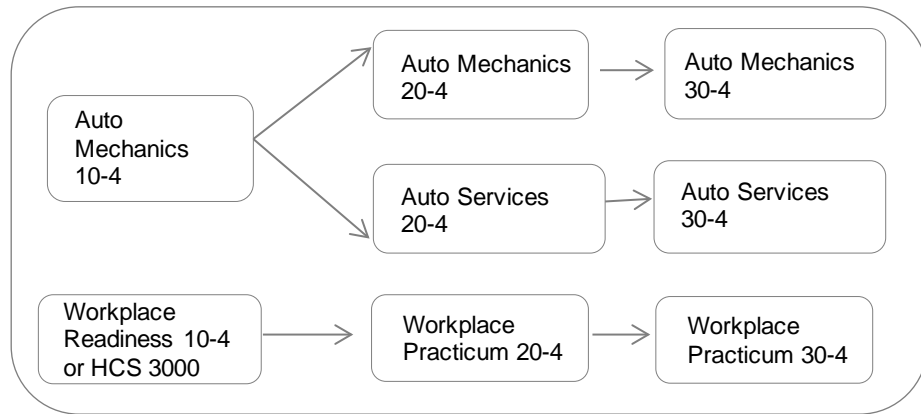 Auto
Mechanics
10-4
Auto Mechanics
20-4
Auto Mechanics
30-4
Auto Services
20-4
Auto Services
30-4
Workplace
Readiness 10-4
or HCS 3000
Workplace
Practicum 20-4
Workplace
Practicum 30-4